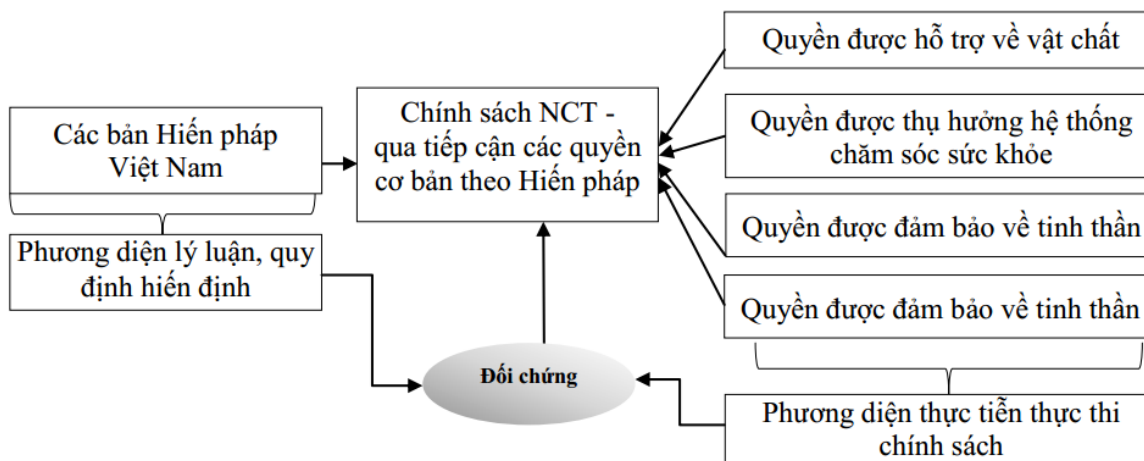 Các bản Hiến pháp
Việt Nam
Phương diện lý luận, quy
định hiến định
Chính sách NCT -
qua tiếp cận các quyền
cơ bản theo Hiến pháp
Đối chứng
Quyền được hỗ trợ về vật chất
Quyền được thụ hưởng hệ thống
chăm sóc sức khỏe
Quyền được đảm bảo về tinh thần
Quyền được đảm bảo về tinh thần
Phương diện thực tiễn thực thi
chính sách